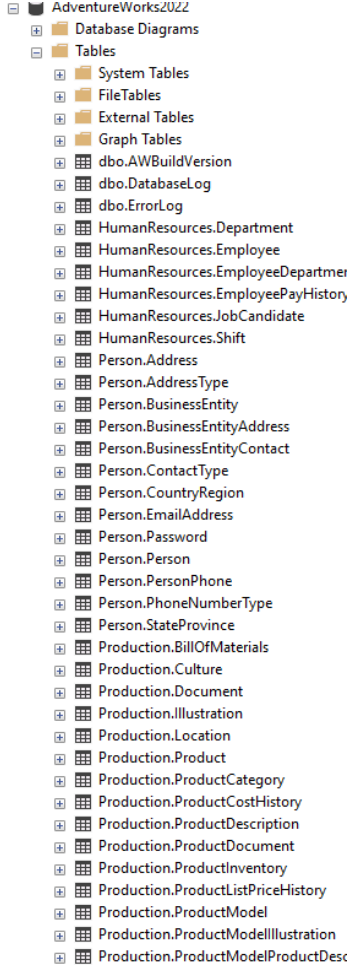 AdventureWorks2022
Database Diagrams
Tables
System Tables
FileTables
External Tables
Graph Tables
dbo.AWBuildVersion
dbo.DatabaseLog
dbo.ErrorLog
HumanResources.Department
HumanResources.Employee
HumanResources.EmployeeDepartmen
HumanResources.EmployeePayHistory
HumanResources.JobCandidate
HumanResources.Shift
Person.Address
Person.AddressType
Person.BusinessEntity
Person.BusinessEntityAddress
Person.BusinessEntityContact
Person.ContactType
Person.CountryRegion
Person.EmailAddress
Person.Password
Person.Person
Person.PersonPhone
Person.PhoneNumberType
Person.StateProvince
Production.BillOfMaterials
Production.Culture
Production.Document
Production.Illustration
Production.Location
Production.Product
Production.ProductCategory
Production.ProductCostHistory
Production.ProductDescription
Production.ProductDocument
Production.ProductInventory
Production.ProductListPriceHistory
Production.ProductModel
Production.ProductModelIllustration
Production.ProductModelProductDesc